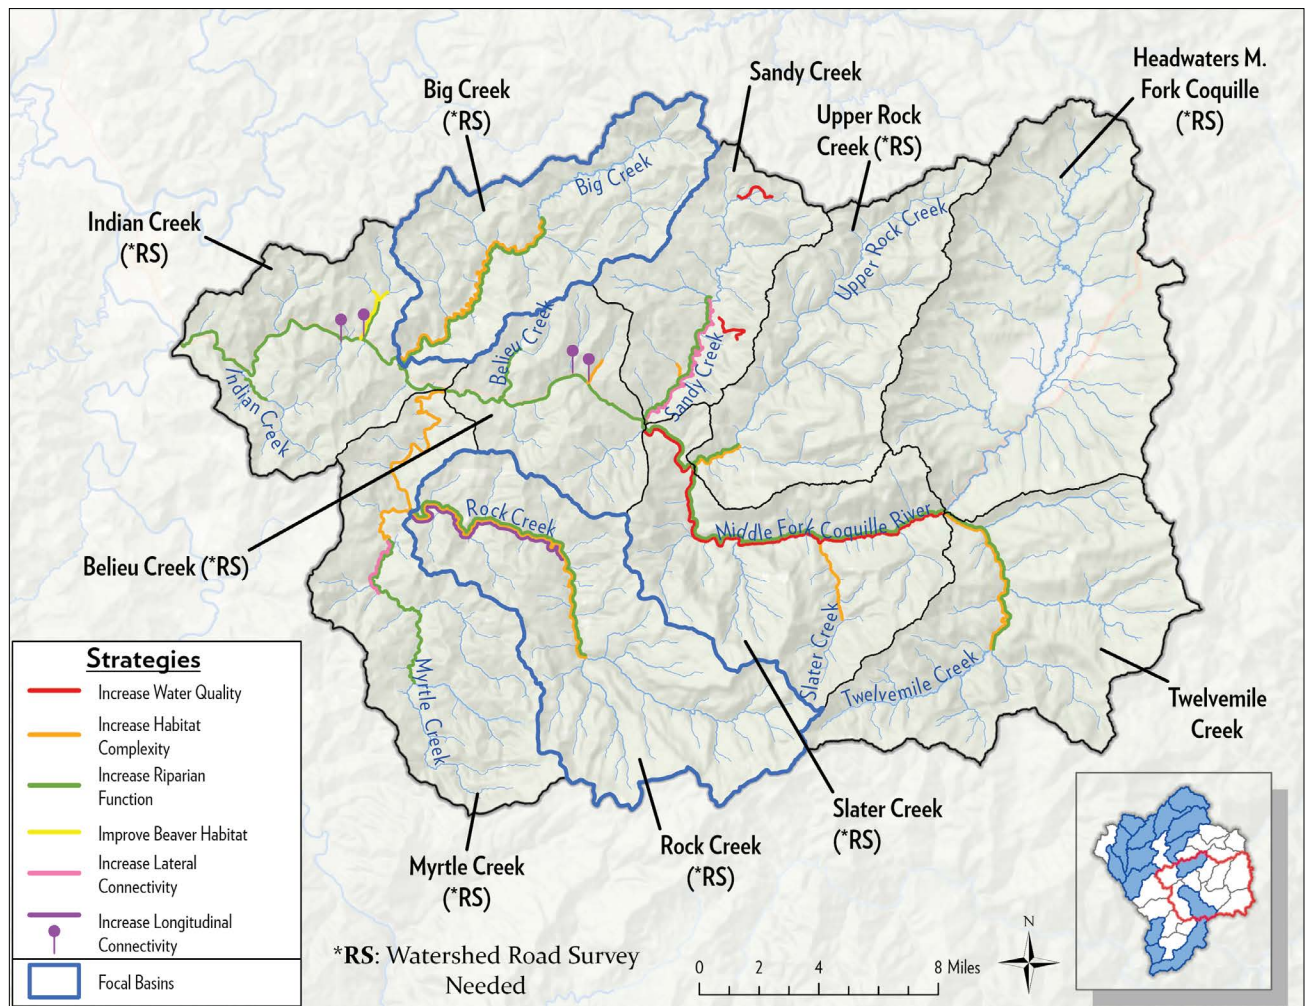 Big Creek
(*RS)
Sandy Creek
Upper Rock
Creek (*RS)
Headwaters M.
Fork Coquille
(*RS)
Indian Creek
(*RS)
Big Creek
Upper Rock Creek
Belieu Creek
Sandy Creek
Indian Creek
Rock Creek
Middle Fork Coquille River
Belieu Creek (*RS)
Slater Creek
Twelvemile Creek
Myrtle Creek
Twelvemile
Creek
Slater Creek
(*RS)
Rock Creek
(*RS)
Myrtle Creek
(*RS)
Strategies
Increase Water Quality
Increase Habitat
Complexity
Increase Riparian
Function
Improve Beaver Habitat
Increase Lateral
Connectivity
Increase Longitudinal
Connectivity
Focal Basins
*RS: Watershed Road Survey
Needed
0 2 4 8 Miles
N